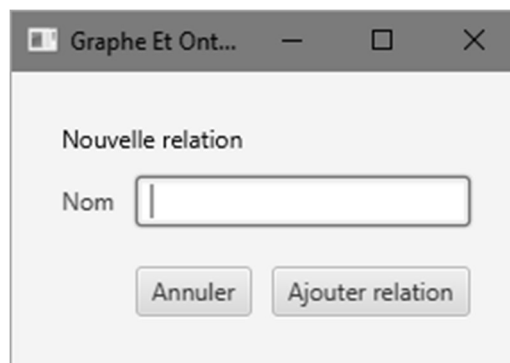 Graphe Et Ont...
Nouvelle relation
Nom
Annuler Ajouter relation